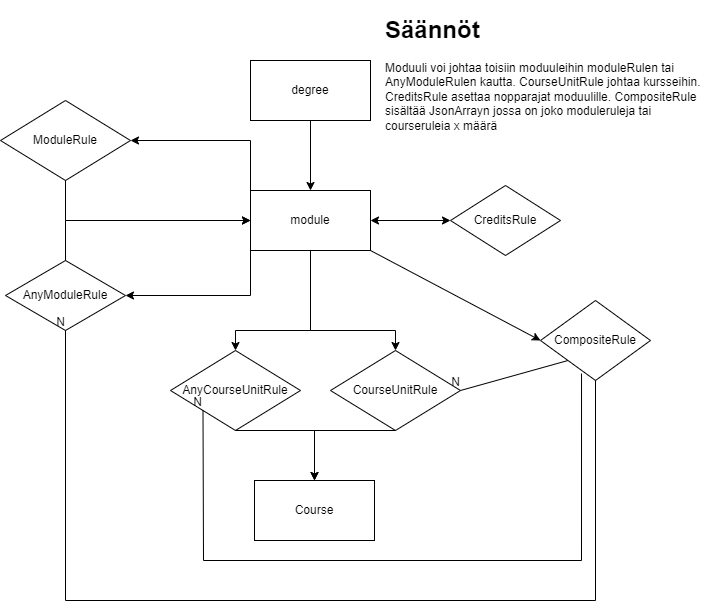 Säännöt
Moduuli voi johtaa toisiin moduuleihin moduleRulen tai
AnyModuleRulen kautta. CourseUnitRule johtaa kursseihin.
CreditsRule asettaa nopparajat moduulille. CompositeRule
sisältää JsonArrayn jossa on joko moduleruleja tai
courseruleia x määrä
degree
ModuleRule
module
CreditsRule
AnyModuleRule
N
CompositeRule
AnyCourseUnitRule
N
CourseUnitRule
N
Course